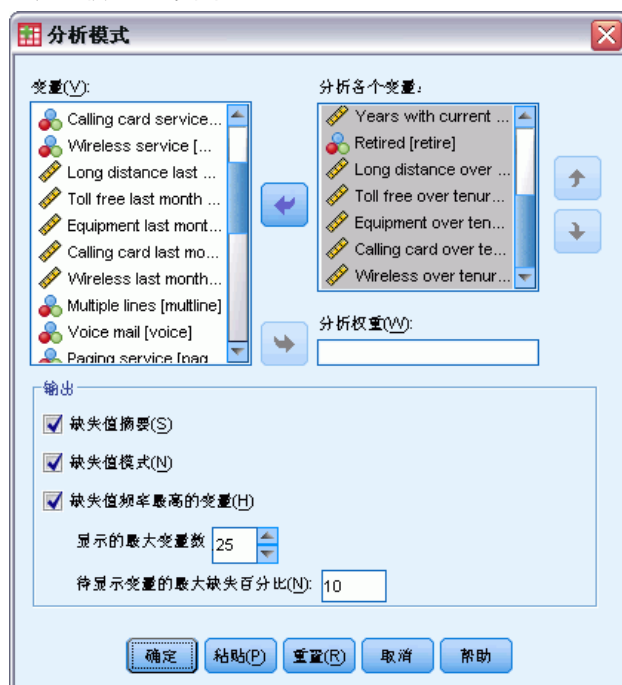 分析模式
变量(V):
Calling card service...
Wireless service [...
Long distance last ...
Toll free last month ...
Equipment last mont...
Calling card last mo...
Wireless last month...
Multiple lines [multline]
Voice mail [voice]
Paging service [pag
分析各个变量:
Years with current ...
Retired [retire]
Long distance over ...
Toll free over tenur...
Equipment over ten...
Calling card over te...
Wireless over tenur...
分析权重(W):
输出
缺失值摘要(S)
缺失值模式(N)
缺失值频率最高的变量(H)
显示的最大变量数 25
待显示变量的最大缺失百分比(N): 10
确定 粘贴(P) 重置(R) 取消 帮助